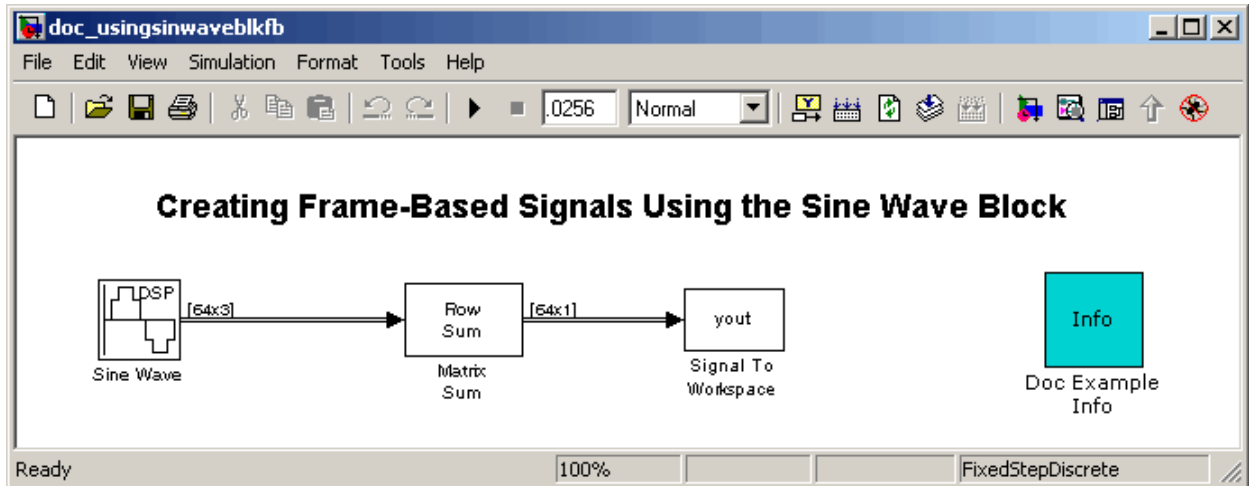 doc_usingsinwaveblkfb
File Edit View Simulation Format Tools Help
.0256 Normal
Creating Frame-Based Signals Using the Sine Wave Block
DSP
[64x3]
Sine Wave
Row
Sum
Matrix
Sum
[64x1]
yout
Signal To
Workspace
Info
Doc Example
Info
Ready 100% FixedStepDiscrete